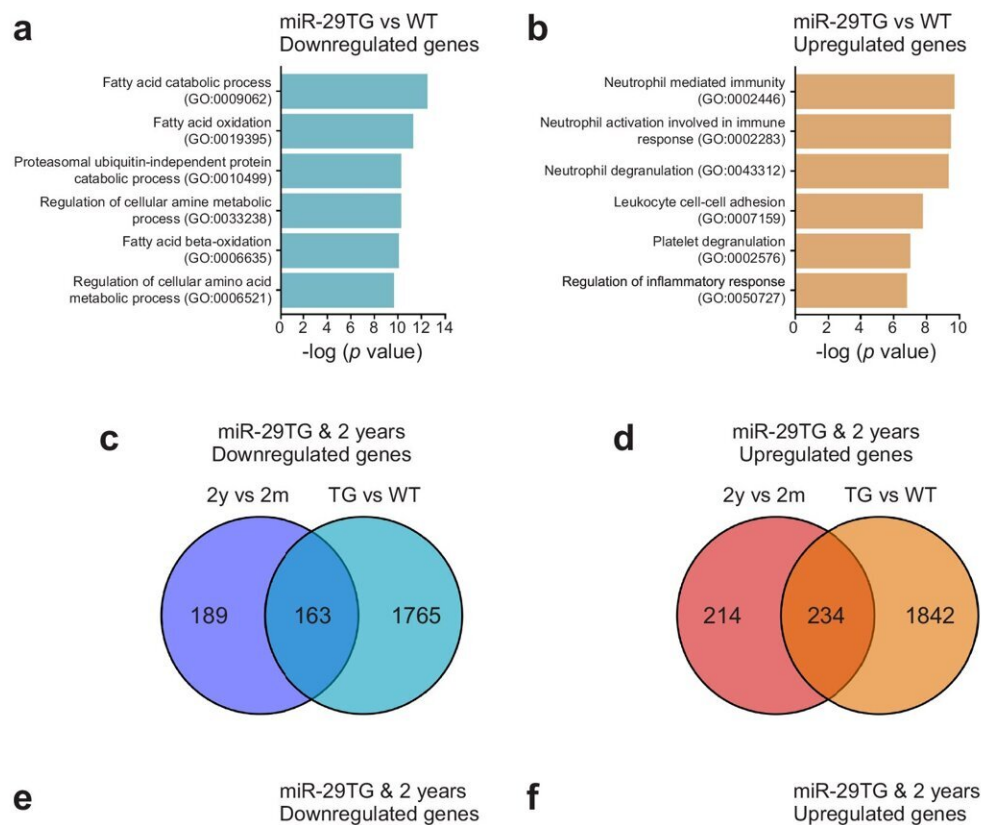 a
miR-29TG vs WT
Downregulated genes
Fatty acid catabolic process
(GO:0009062)
Fatty acid oxidation
(GO:0019395)
Proteasomal ubiquitin-independent protein
catabolic process (GO:0010499)
Regulation of cellular amine metabolic
process (GO:0033238)
Fatty acid beta-oxidation
(GO:0006635)
Regulation of cellular amino acid
metabolic process (GO:0006521)
0 2 4 6 8 10 12 14
-log (p value)
b
miR-29TG vs WT
Upregulated genes
Neutrophil mediated immunity
(GO:0002446)
Neutrophil activation involved in immune
response (GO:0002283)
Neutrophil degranulation (GO:0043312)
Leukocyte cell-cell adhesion
(GO:0007159)
Platelet degranulation
(GO:0002576)
Regulation of inflammatory response
(GO:0050727)
0 2 4 6 8 10
-log (p value)
c
miR-29TG & 2 years
Downregulated genes
2y vs 2m TG vs WT
189 163 1765
d
miR-29TG & 2 years
Upregulated genes
2y vs 2m TG vs WT
214 234 1842
e
miR-29TG & 2 years
Downregulated genes
f
miR-29TG & 2 years
Upregulated genes